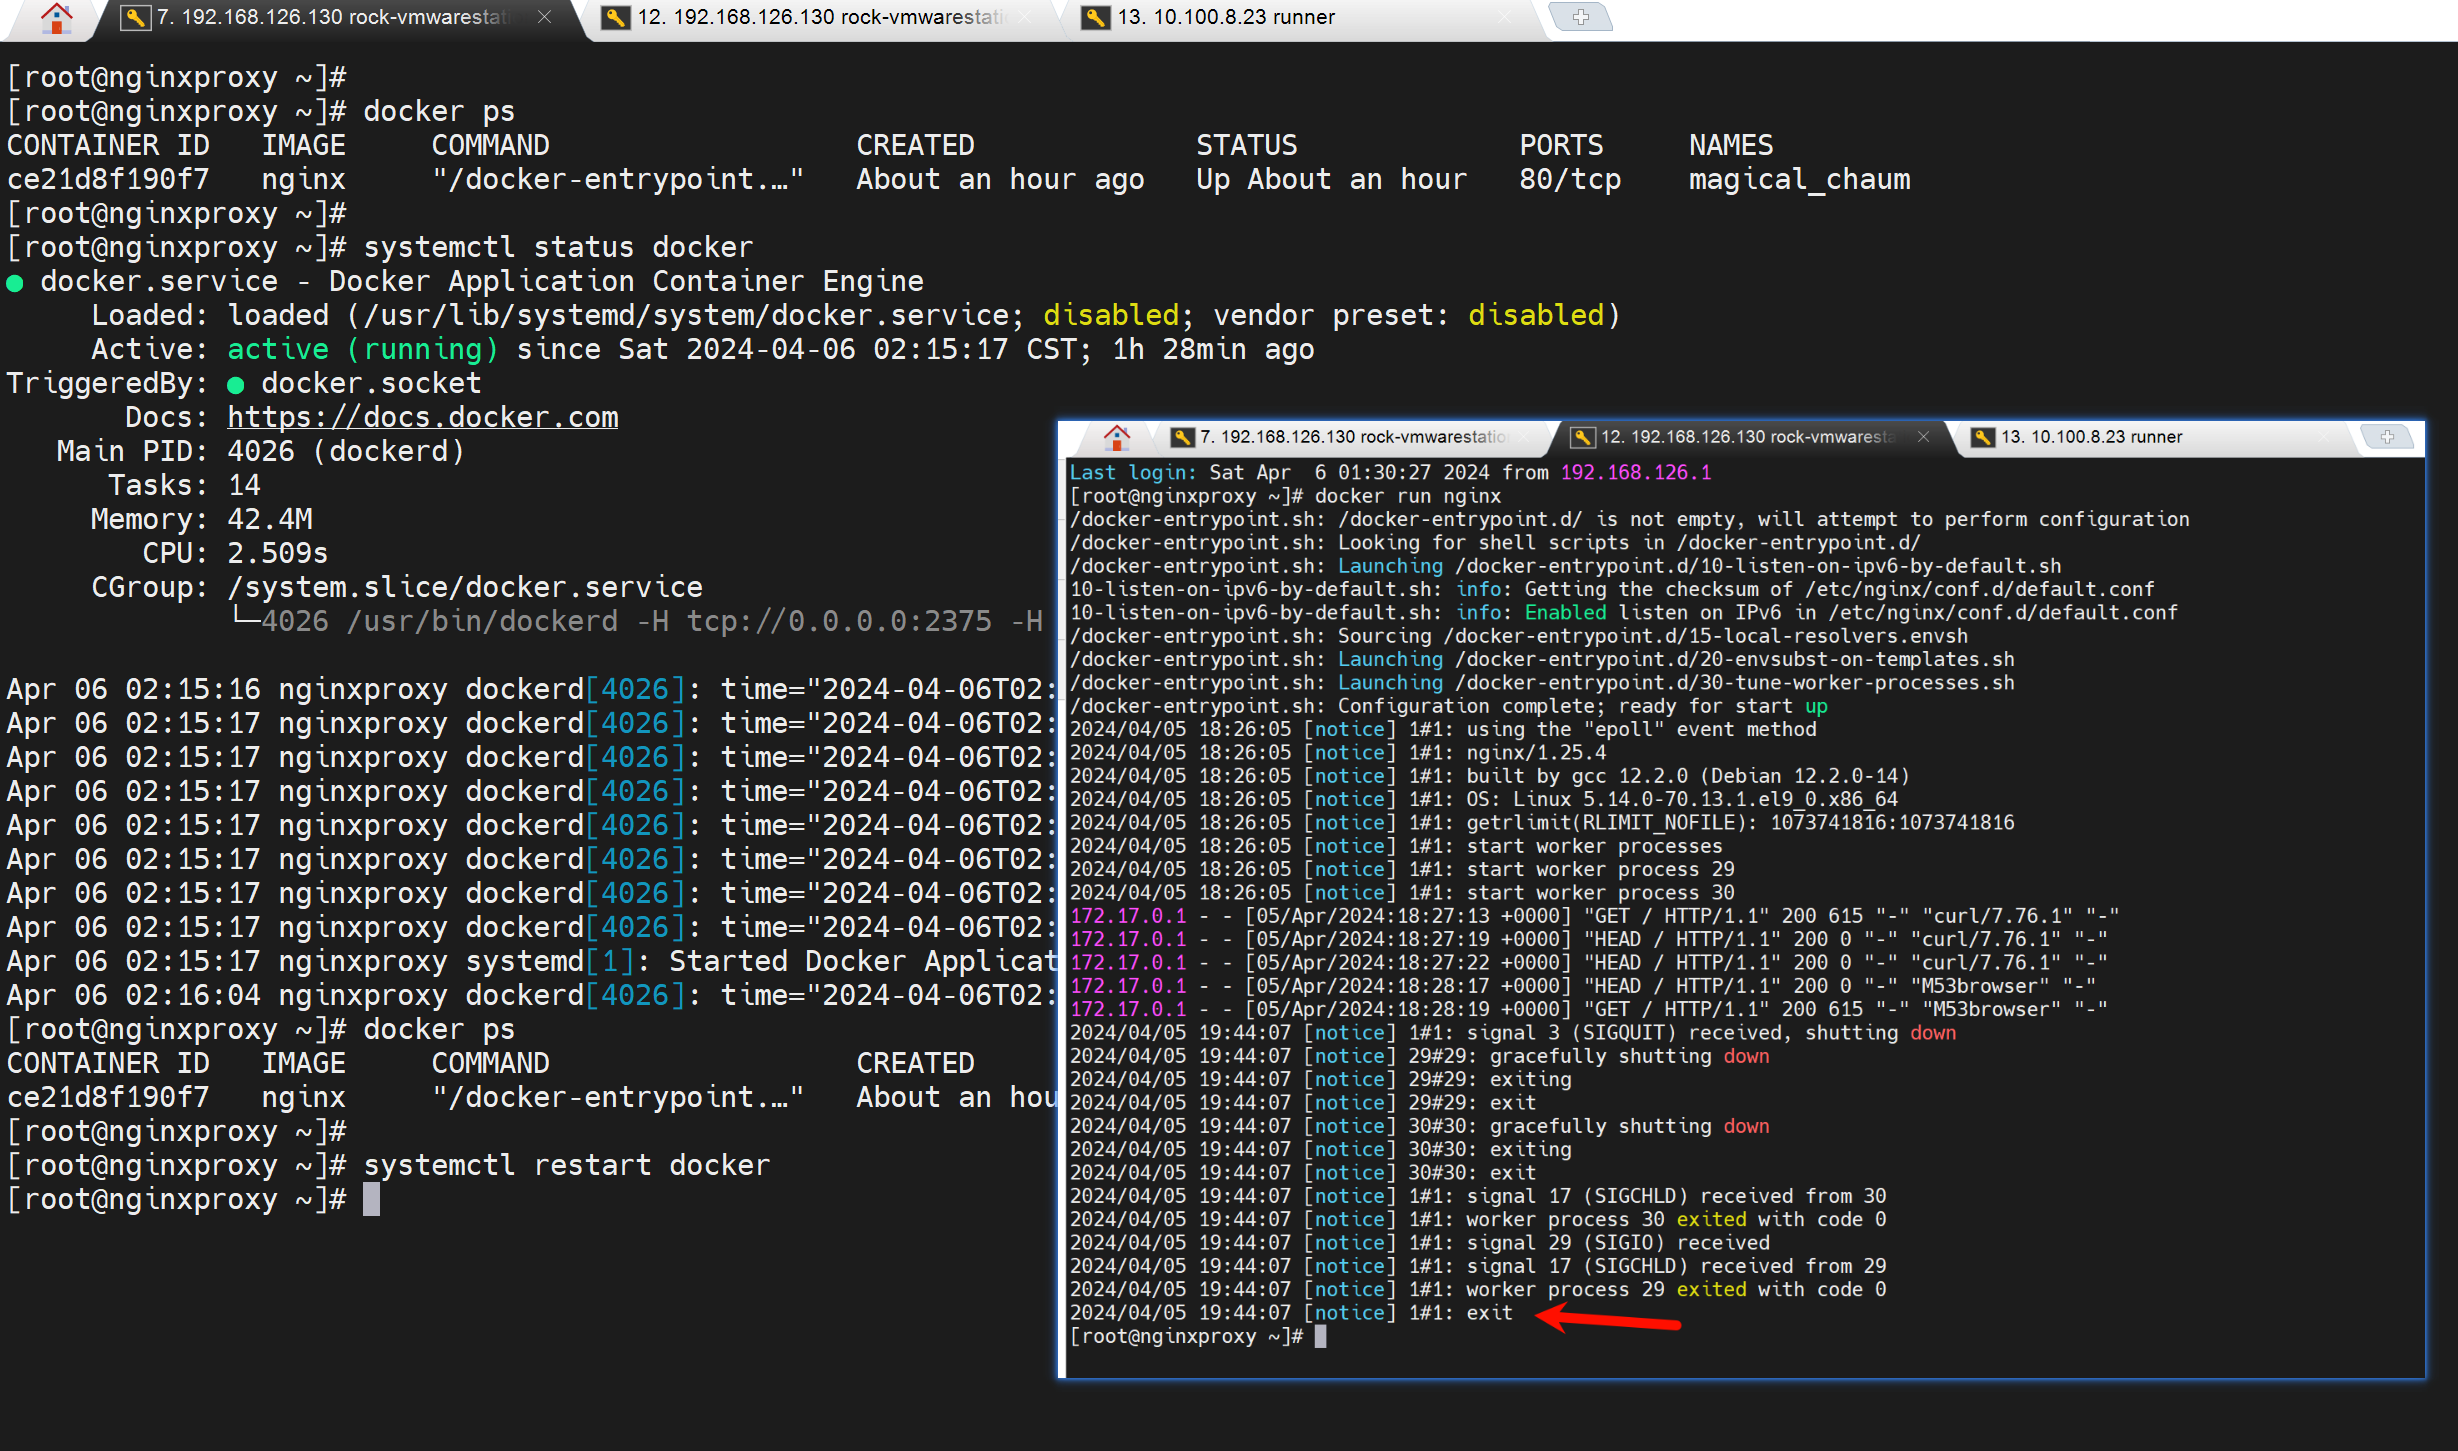 7. 192.168.126.130 rock-vmwarestati
12. 192.168.126.130 rock-vmwarestati
13. 10.100.8.23 runner
[root@nginxproxy ~]#
[root@nginxproxy ~]# docker ps
CONTAINER ID   IMAGE     COMMAND                  CREATED             STATUS             PORTS     NAMES
ce21d8f190f7   nginx     "/docker-entrypoint.…"   About an hour ago   Up About an hour   80/tcp    magical_chaum
[root@nginxproxy ~]#
[root@nginxproxy ~]# systemctl status docker
● docker.service - Docker Application Container Engine
Loaded: loaded (/usr/lib/systemd/system/docker.service; disabled; vendor preset: disabled)
Active: active (running) since Sat 2024-04-06 02:15:17 CST; 1h 28min ago
TriggeredBy: ● docker.socket
Docs: https://docs.docker.com
Main PID: 4026 (dockerd)
Tasks: 14
Memory: 42.4M
CPU: 2.509s
CGroup: /system.slice/docker.service
└─4026 /usr/bin/dockerd -H tcp://0.0.0.0:2375 -H
Apr 06 02:15:16 nginxproxy dockerd[4026]: time="2024-04-06T02:
Apr 06 02:15:17 nginxproxy dockerd[4026]: time="2024-04-06T02:
Apr 06 02:15:17 nginxproxy dockerd[4026]: time="2024-04-06T02:
Apr 06 02:15:17 nginxproxy dockerd[4026]: time="2024-04-06T02:
Apr 06 02:15:17 nginxproxy dockerd[4026]: time="2024-04-06T02:
Apr 06 02:15:17 nginxproxy dockerd[4026]: time="2024-04-06T02:
Apr 06 02:15:17 nginxproxy dockerd[4026]: time="2024-04-06T02:
Apr 06 02:15:17 nginxproxy dockerd[4026]: time="2024-04-06T02:
Apr 06 02:15:17 nginxproxy systemd[1]: Started Docker Applicat
Apr 06 02:16:04 nginxproxy dockerd[4026]: time="2024-04-06T02:
[root@nginxproxy ~]# docker ps
CONTAINER ID   IMAGE     COMMAND                  CREATED
ce21d8f190f7   nginx     "/docker-entrypoint.…"   About an hou
[root@nginxproxy ~]#
[root@nginxproxy ~]# systemctl restart docker
[root@nginxproxy ~]#
7. 192.168.126.130 rock-vmwarestatio
12. 192.168.126.130 rock-vmwaresta
13. 10.100.8.23 runner
Last login: Sat Apr  6 01:30:27 2024 from 192.168.126.1
[root@nginxproxy ~]# docker run nginx
/docker-entrypoint.sh: /docker-entrypoint.d/ is not empty, will attempt to perform configuration
/docker-entrypoint.sh: Looking for shell scripts in /docker-entrypoint.d/
/docker-entrypoint.sh: Launching /docker-entrypoint.d/10-listen-on-ipv6-by-default.sh
10-listen-on-ipv6-by-default.sh: info: Getting the checksum of /etc/nginx/conf.d/default.conf
10-listen-on-ipv6-by-default.sh: info: Enabled listen on IPv6 in /etc/nginx/conf.d/default.conf
/docker-entrypoint.sh: Sourcing /docker-entrypoint.d/15-local-resolvers.envsh
/docker-entrypoint.sh: Launching /docker-entrypoint.d/20-envsubst-on-templates.sh
/docker-entrypoint.sh: Launching /docker-entrypoint.d/30-tune-worker-processes.sh
/docker-entrypoint.sh: Configuration complete; ready for start up
2024/04/05 18:26:05 [notice] 1#1: using the "epoll" event method
2024/04/05 18:26:05 [notice] 1#1: nginx/1.25.4
2024/04/05 18:26:05 [notice] 1#1: built by gcc 12.2.0 (Debian 12.2.0-14)
2024/04/05 18:26:05 [notice] 1#1: OS: Linux 5.14.0-70.13.1.el9_0.x86_64
2024/04/05 18:26:05 [notice] 1#1: getrlimit(RLIMIT_NOFILE): 1073741816:1073741816
2024/04/05 18:26:05 [notice] 1#1: start worker processes
2024/04/05 18:26:05 [notice] 1#1: start worker process 29
2024/04/05 18:26:05 [notice] 1#1: start worker process 30
172.17.0.1 - - [05/Apr/2024:18:27:13 +0000] "GET / HTTP/1.1" 200 615 "-" "curl/7.76.1" "-"
172.17.0.1 - - [05/Apr/2024:18:27:19 +0000] "HEAD / HTTP/1.1" 200 0 "-" "curl/7.76.1" "-"
172.17.0.1 - - [05/Apr/2024:18:27:22 +0000] "HEAD / HTTP/1.1" 200 0 "-" "curl/7.76.1" "-"
172.17.0.1 - - [05/Apr/2024:18:28:17 +0000] "HEAD / HTTP/1.1" 200 0 "-" "M53browser" "-"
172.17.0.1 - - [05/Apr/2024:18:28:19 +0000] "GET / HTTP/1.1" 200 615 "-" "M53browser" "-"
2024/04/05 19:44:07 [notice] 1#1: signal 3 (SIGQUIT) received, shutting down
2024/04/05 19:44:07 [notice] 29#29: gracefully shutting down
2024/04/05 19:44:07 [notice] 29#29: exiting
2024/04/05 19:44:07 [notice] 29#29: exit
2024/04/05 19:44:07 [notice] 30#30: gracefully shutting down
2024/04/05 19:44:07 [notice] 30#30: exiting
2024/04/05 19:44:07 [notice] 30#30: exit
2024/04/05 19:44:07 [notice] 1#1: signal 17 (SIGCHLD) received from 30
2024/04/05 19:44:07 [notice] 1#1: worker process 30 exited with code 0
2024/04/05 19:44:07 [notice] 1#1: signal 29 (SIGIO) received
2024/04/05 19:44:07 [notice] 1#1: signal 17 (SIGCHLD) received from 29
2024/04/05 19:44:07 [notice] 1#1: worker process 29 exited with code 0
2024/04/05 19:44:07 [notice] 1#1: exit
[root@nginxproxy ~]#